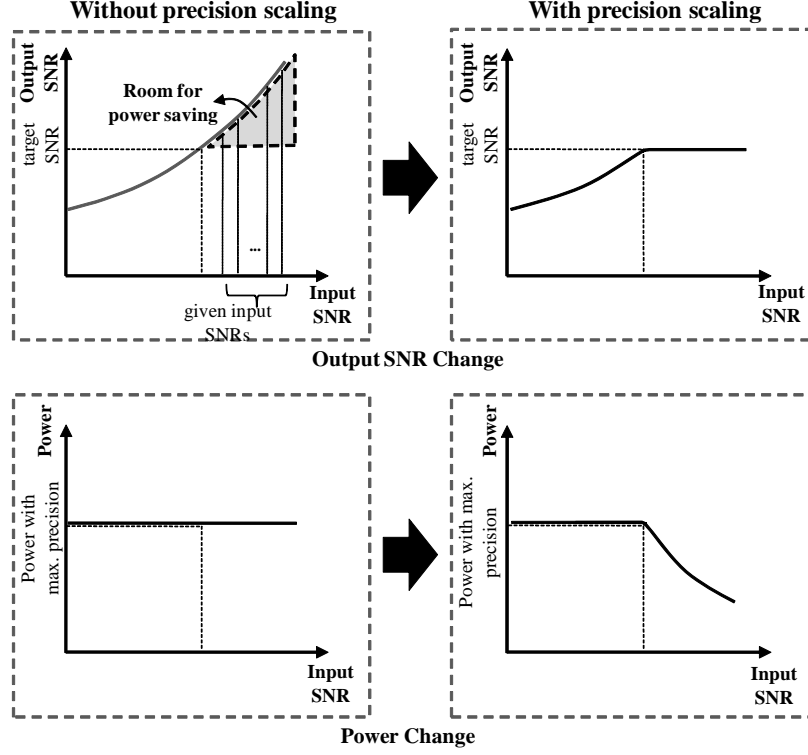 Without precision scaling
With precision scaling
Output
SNR
target
SNR
Room for
power saving
...
Input
SNR
given input
SNRs
Output
SNR
target
SNR
Input
SNR
Output SNR Change
Power
Power with
max. precision
Input
SNR
Power
Power with max.
precision
Input
SNR
Power Change